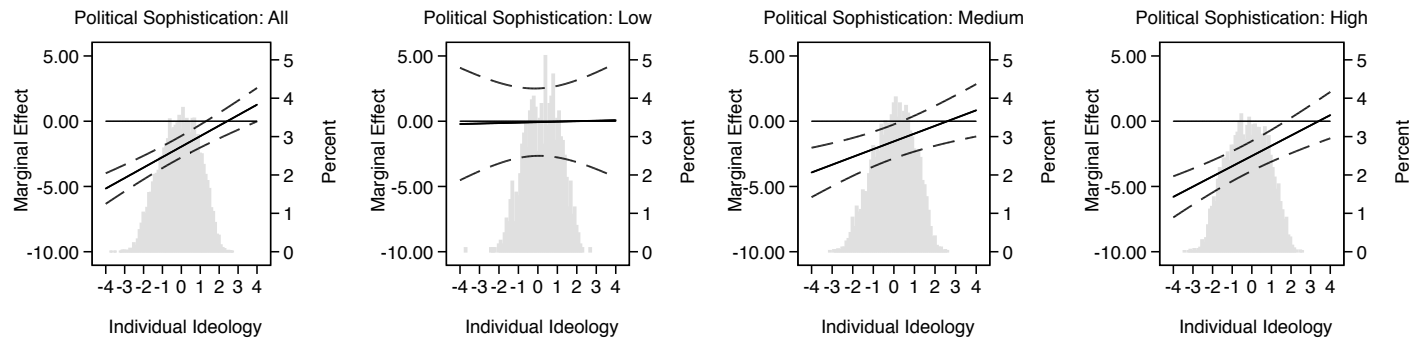 Political Sophistication: All
5.00
0.00
-5.00
-10.00
Marginal Effect
5
4
3
2
1
0
Percent
-4 -3 -2 -1 0 1 2 3 4
Individual Ideology
Political Sophistication: Low
5.00
0.00
-5.00
-10.00
Marginal Effect
5
4
3
2
1
0
Percent
-4 -3 -2 -1 0 1 2 3 4
Individual Ideology
Political Sophistication: Medium
5.00
0.00
-5.00
-10.00
Marginal Effect
5
4
3
2
1
0
Percent
-4 -3 -2 -1 0 1 2 3 4
Individual Ideology
Political Sophistication: High
5.00
0.00
-5.00
-10.00
Marginal Effect
5
4
3
2
1
0
Percent
-4 -3 -2 -1 0 1 2 3 4
Individual Ideology